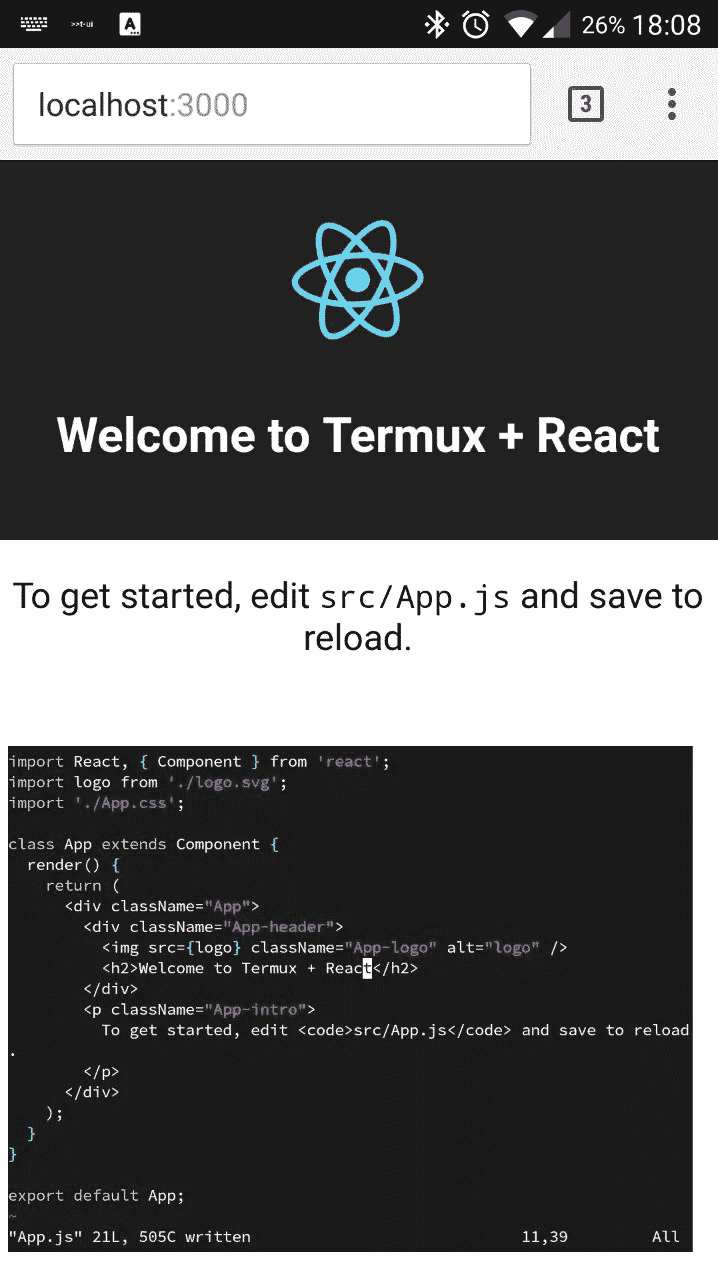 >>t-ui A 26% 18:08
localhost:3000 3
Welcome to Termux + React
To get started, edit src/App.js and save to
reload.
import React, { Component } from 'react';
import logo from './logo.svg';
import './App.css';
class App extends Component {
  render() {
    return (
      <div className="App">
        <div className="App-header">
          <img src={logo} className="App-logo" alt="logo" />
          <h2>Welcome to Termux + React</h2>
        </div>
        <p className="App-intro">
          To get started, edit <code>src/App.js</code> and save to reload
.
        </p>
      </div>
    );
  }
}
export default App;
~
"App.js" 21L, 505C written 11,39 All